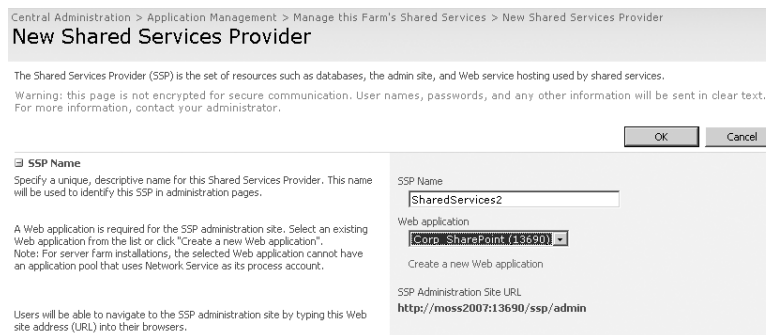 Central Administration > Application Management > Manage this Farm's Shared Services > New Shared Services Provider
New Shared Services Provider
The Shared Services Provider (SSP) is the set of resources such as databases, the admin site, and Web service hosting used by shared services.
Warning: this page is not encrypted for secure communication. User names, passwords, and any other information will be sent in clear text.
For more information, contact your administrator.
OK
Cancel
SSP Name
Specify a unique, descriptive name for this Shared Services Provider. This name
will be used to identify this SSP in administration pages.
SSP Name
SharedServices2
A Web application is required for the SSP administration site. Select an existing
Web application from the list or click "Create a new Web application".
Note: For server farm installations, the selected Web application cannot have
an application pool that uses Network Service as its process account.
Web application
Corp SharePoint (13690)
Create a new Web application
Users will be able to navigate to the SSP administration site by typing this Web
site address (URL) into their browsers.
SSP Administration Site URL
http://moss2007:13690/ssp/admin